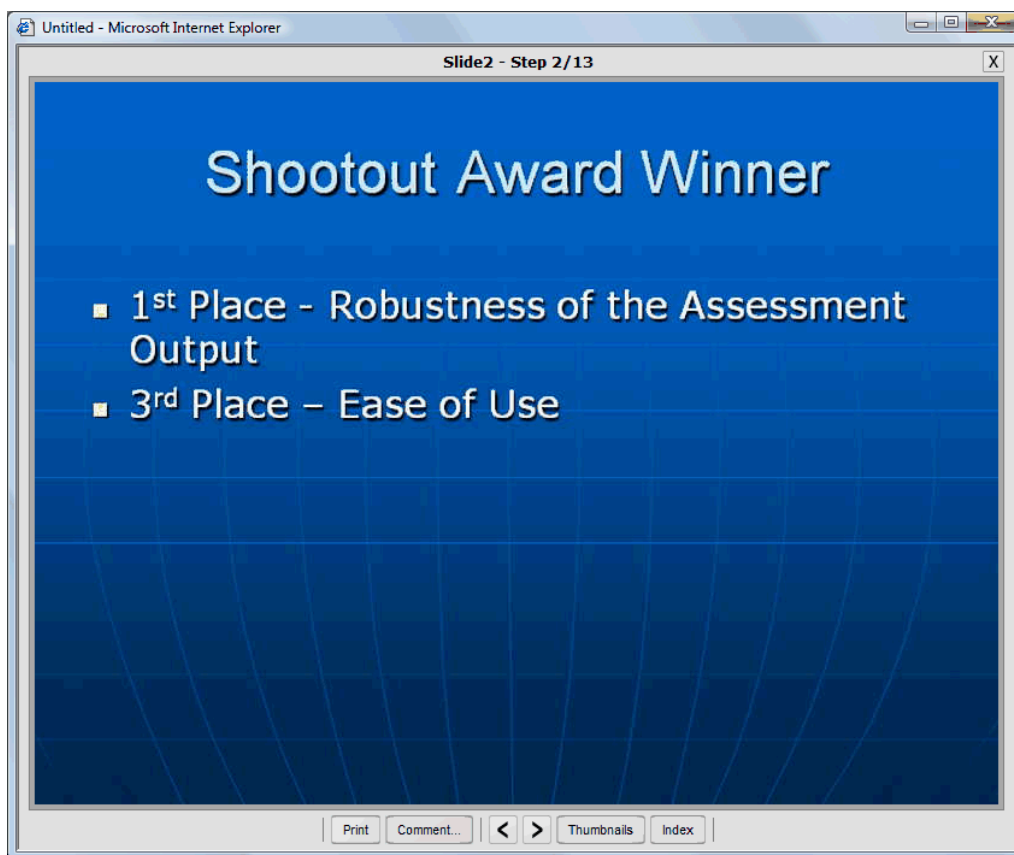 Untitled - Microsoft Internet Explorer
Slide2 - Step 2/13
X
Shootout Award Winner
1st Place - Robustness of the Assessment
Output
3rd Place – Ease of Use
Print Comment... < > Thumbnails Index